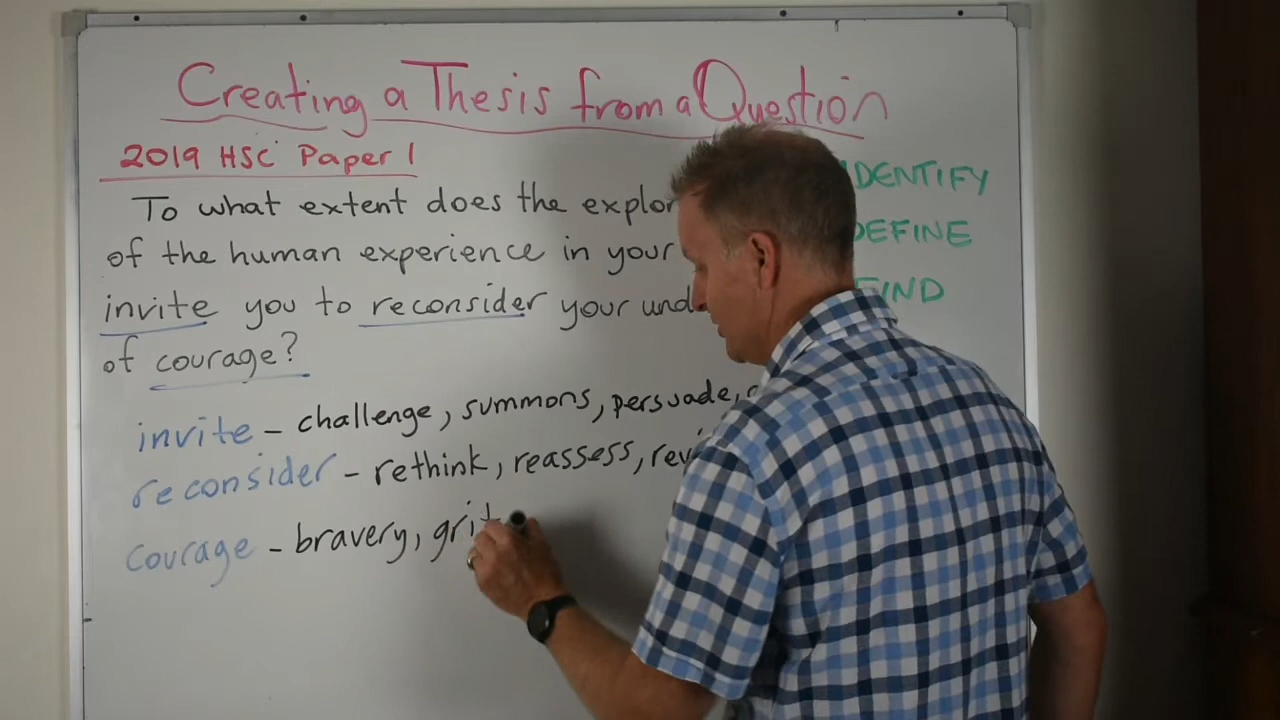 Creating a Thesis from a Question
2019 HSC Paper 1
To what extent does the
of the human experience in your
invite you to reconsider your
of courage?
invite - challenge, summons, persuade,
reconsider - rethink, reassess,
courage - bravery,
IDENTIFY
DEFINE
FIND